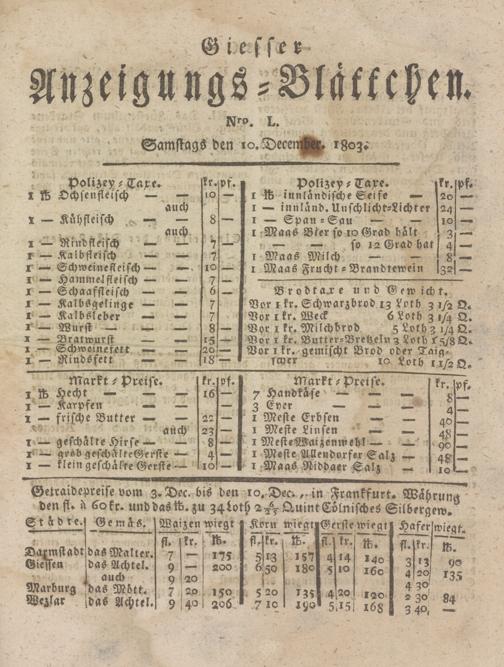 Giesser
Anzeigungs-Blättchen.
Nro. L.
Samstags den 10. December. 1803.
Polizey-Taxe. kr. pf.
1 ℔ Ochsenfleisch — — 10 —
auch
1 — Kühfleisch — — 8 —
auch
1 — Rindfleisch — — 7 —
1 — Kalbfleisch — — 7 —
1 — Schweinefleisch — — 10 —
1 — Hammelfleisch — — 7 —
1 — Schaaffleisch — — 6 —
1 — Kalbsgelinge — — 7 —
1 — Kalbsleber — — 7 —
1 — Wurst — — 8 —
1 — Bratwurst — — 15 —
1 — Schweinefett — — 20 —
1 — Rindsfett — — 18 —
Polizey-Taxe. kr. pf.
1 ℔ innländische Seife — 20 —
1 — innländ. Unschlicht-Lichter 24 —
1 — Span-Sau — — 10 —
1 Maas Bier so 10 Grad hält 3 —
— — so 12 Grad hat 4 —
1 Maas Milch — — 8 —
1 Maas Frucht-Brandtewein 32 —
Brodtaxe und Gewicht.
Vor 1 kr. Schwarzbrod 13 Loth 3 1/2 Q.
Vor 1 kr. Weck 6 Loth 3 1/4 Q.
Vor 1 kr. Milchbrod 5 Loth 3 1/4 Q.
Vor 1 kr. Butter-Bretzeln 3 Loth 1 5/8 Q.
Vor 1 kr. gemischt Brod oder Taig-
10 Loth 1 1/2 Q.
Markt-Preise. kr. pf.
1 ℔ Hecht — — 16 —
1 — Karpfen — —
1 — frische Butter — — 22 —
auch 23 —
1 — geschälte Hirse — — 8 —
1 — grob geschälte Gerste — 4 —
1 — klein geschälte Gerste — 10 —
Markt-Preise. kr. pf.
7 Handkäse — — 8 —
3 Eyer — — 4 —
1 Meste Erbsen — — 40 —
1 Meste Linsen — — 48 —
1 Meste Waizenmehl — — 90 —
1 Meste Allendorfer Salz — 48 —
1 Maas Niddaer Salz — 10 —
Getraidepreise vom 3. Dec. bis den 10. Dec., in Frankfurt. Währung
den fl. à 60 kr. und das ℔. zu 34 Loth Quint Cölnisches Silbergew.
Städte. Gemäs. Waizen wiegt Korn wiegt Gerste wiegt Hafer wiegt.
fl. kr. ℔. fl. kr. ℔. fl. kr. ℔. fl. kr. ℔.
Darmstadt das Malter. 7 — 175 5 13 157 4 14 140 3 13 90
Giessen das Achtel. 9 — 200 6 50 180 5 10 160 4 20 135
auch 9 20 4 30
Marburg das Mött. 7 20 150 5 20 135 4 20 120 2 30 84
Wezlar das Achtel. 9 40 206 7 10 190 5 15 168 3 40 —